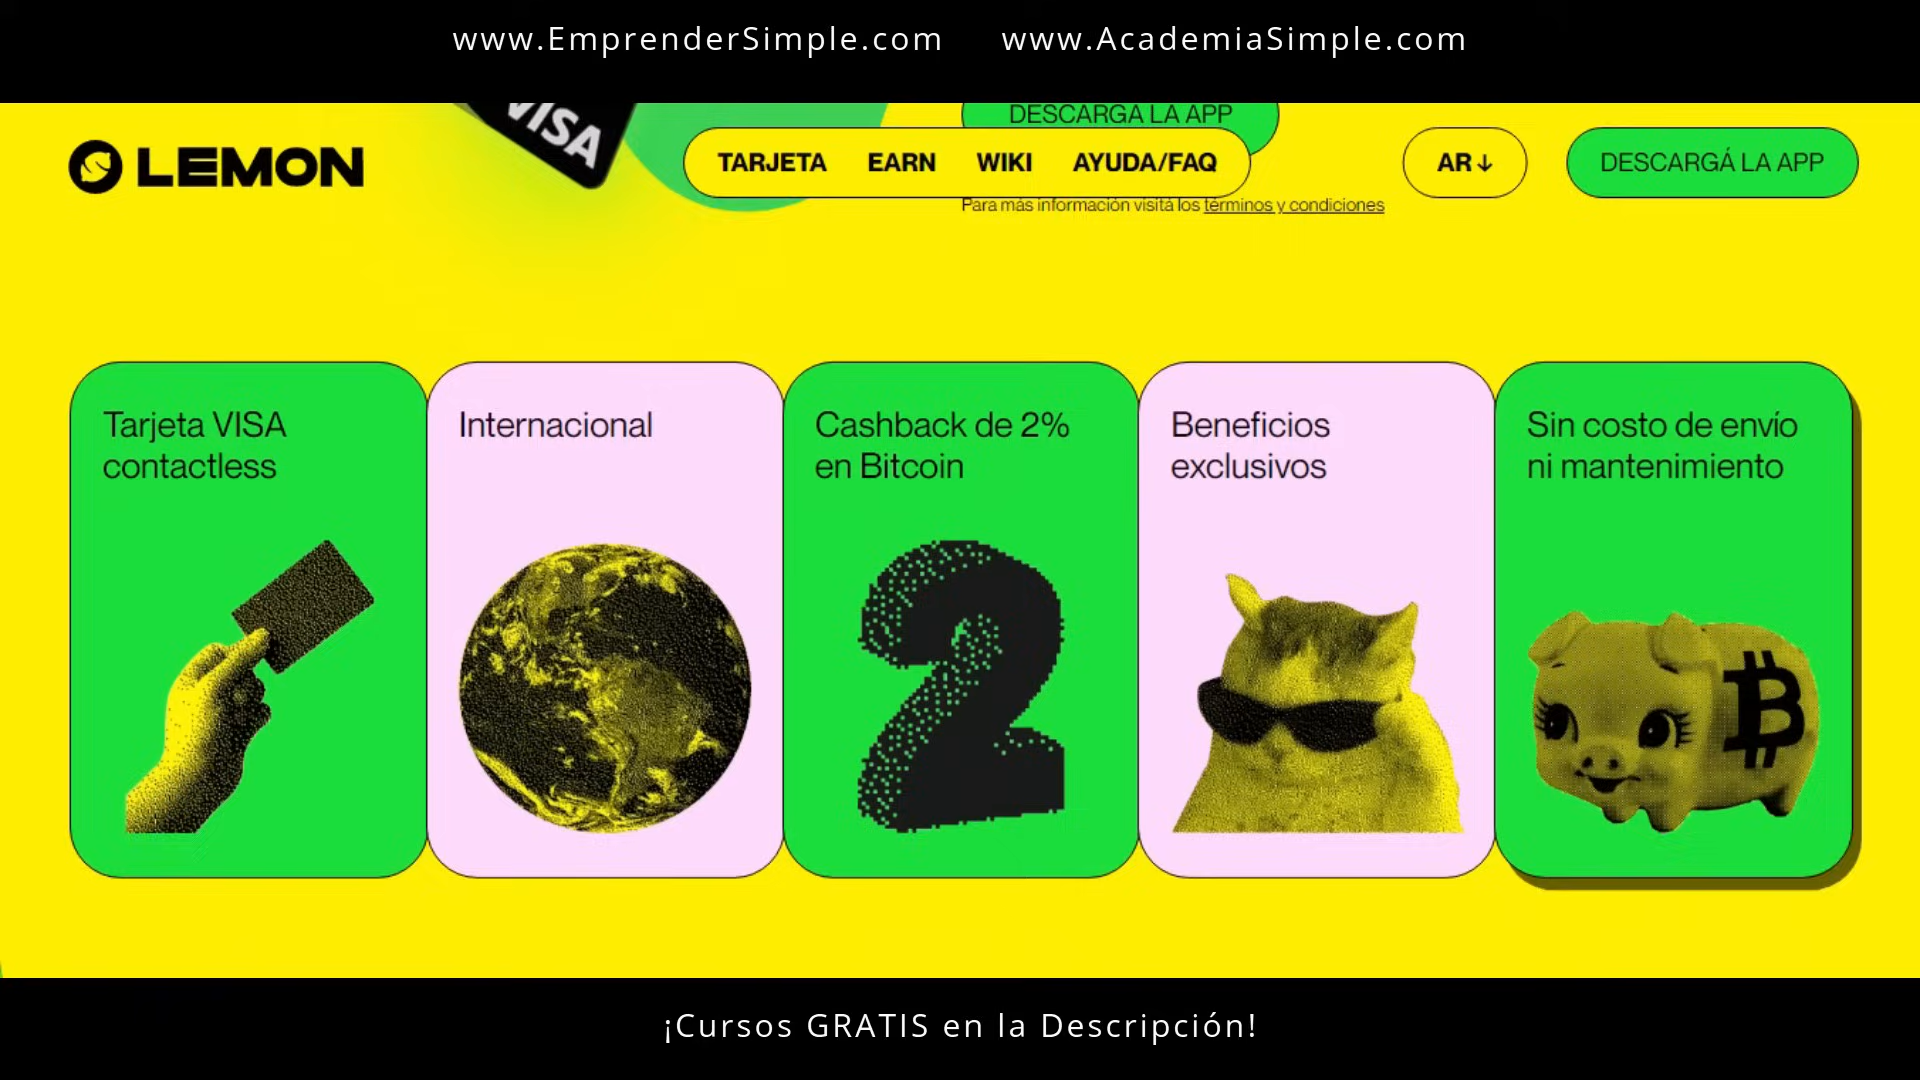 www.EmprenderSimple.com www.AcademiaSimple.com
VISA
DESCARGA LA APP
LEMON
TARJETA EARN WIKI AYUDA/FAQ
AR↓
DESCARGÁ LA APP
Para más información visitá los términos y condiciones
Tarjeta VISA
contactless
Internacional
Cashback de 2%
en Bitcoin
2
Beneficios
exclusivos
Sin costo de envío
ni mantenimiento
¡Cursos GRATIS en la Descripción!